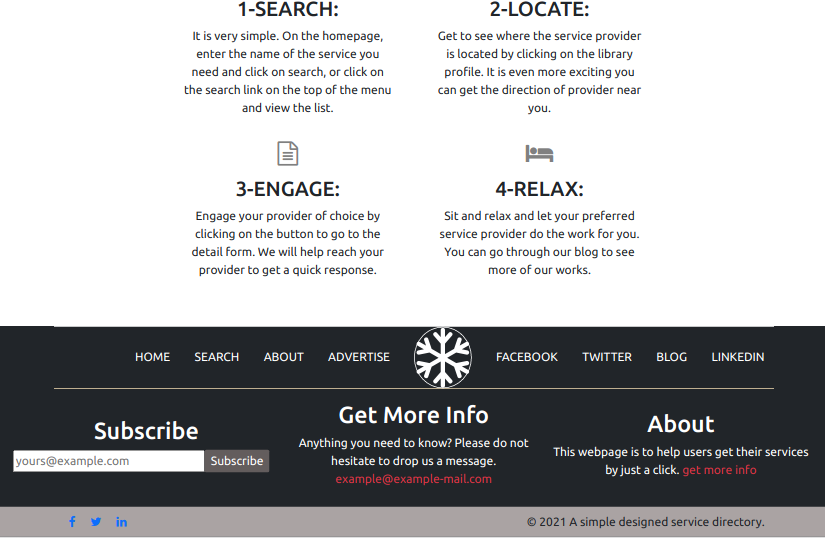 1-SEARCH:
It is very simple. On the homepage,
enter the name of the service you
need and click on search, or click on
the search link on the top of the menu
and view the list.
2-LOCATE:
Get to see where the service provider
is located by clicking on the library
profile. It is even more exciting you
can get the direction of provider near
you.
3-ENGAGE:
Engage your provider of choice by
clicking on the button to go to the
detail form. We will help reach your
provider to get a quick response.
4-RELAX:
Sit and relax and let your preferred
service provider do the work for you.
You can go through our blog to see
more of our works.
HOME SEARCH ABOUT ADVERTISE FACEBOOK TWITTER BLOG LINKEDIN
Subscribe
yours@example.com Subscribe
Get More Info
Anything you need to know? Please do not
hesitate to drop us a message.
example@example-mail.com
About
This webpage is to help users get their services
by just a click. get more info
© 2021 A simple designed service directory.